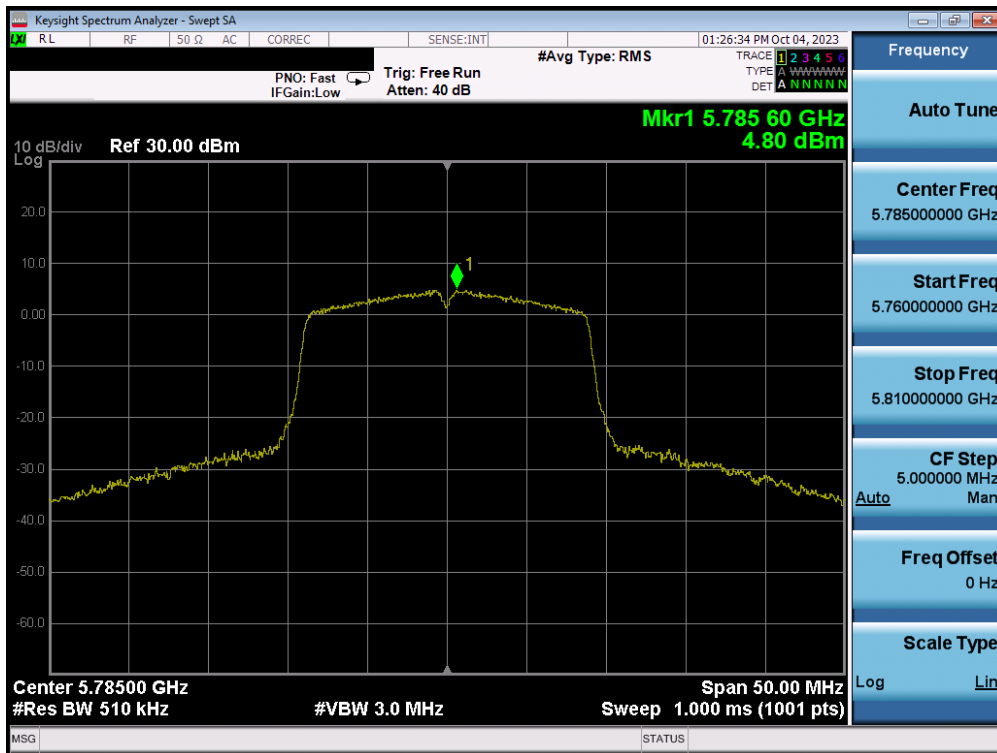 Keysight Spectrum Analyzer - Swept SA
LXI RL RF 50 Ω AC CORREC SENSE:INT 01:26:34 PM Oct 04, 2023
#Avg Type: RMS
TRACE 1 2 3 4 5 6
PNO: Fast Trig: Free Run
TYPE A WWWWWW
IFGain:Low Atten: 40 dB
DET A N N N N N
Mkr1 5.785 60 GHz
4.80 dBm
10 dB/div Ref 30.00 dBm
Log
20.0
10.0
1
0.00
-10.0
-20.0
-30.0
-40.0
-50.0
-60.0
Center 5.78500 GHz Span 50.00 MHz
#Res BW 510 kHz #VBW 3.0 MHz Sweep 1.000 ms (1001 pts)
MSG STATUS
Frequency
Auto Tune
Center Freq
5.785000000 GHz
Start Freq
5.760000000 GHz
Stop Freq
5.810000000 GHz
CF Step
5.000000 MHz
Auto Man
Freq Offset
0 Hz
Scale Type
Log Lin